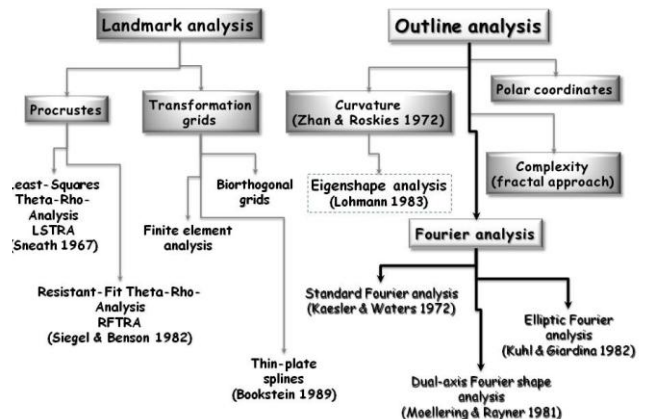 Landmark analysis
Procrustes
Transformation
grids
Least-Squares
Theta-Rho-
Analysis
LSTRA
(Sneath 1967)
Resistant-Fit Theta-Rho-
Analysis
RFTRA
(Siegel & Benson 1982)
Finite element
analysis
Biorthogonal
grids
Thin-plate
splines
(Bookstein 1989)
Outline analysis
Curvature
(Zhan & Roskies 1972)
Eigenshape analysis
(Lohmann 1983)
Polar coordinates
Complexity
(fractal approach)
Fourier analysis
Standard Fourier analysis
(Kaesler & Waters 1972)
Dual-axis Fourier shape
analysis
(Moellering & Rayner 1981)
Elliptic Fourier
analysis
(Kuhl & Giardina 1982)